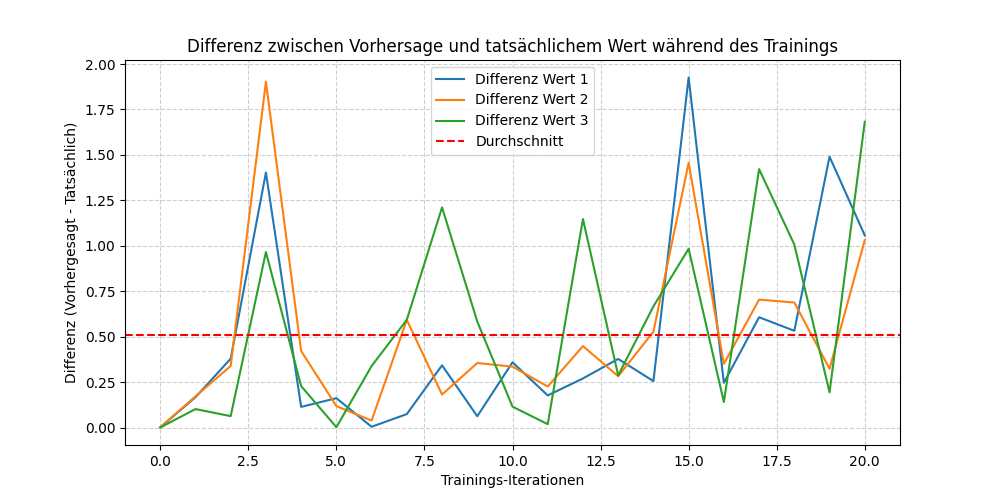 Differenz zwischen Vorhersage und tatsächlichem Wert während des Trainings
Differenz (Vorhergesagt - Tatsächlich)
2.00
1.75
1.50
1.25
1.00
0.75
0.50
0.25
0.00
Differenz Wert 1
Differenz Wert 2
Differenz Wert 3
Durchschnitt
0.0
2.5
5.0
7.5
10.0
12.5
15.0
17.5
20.0
Trainings-Iterationen